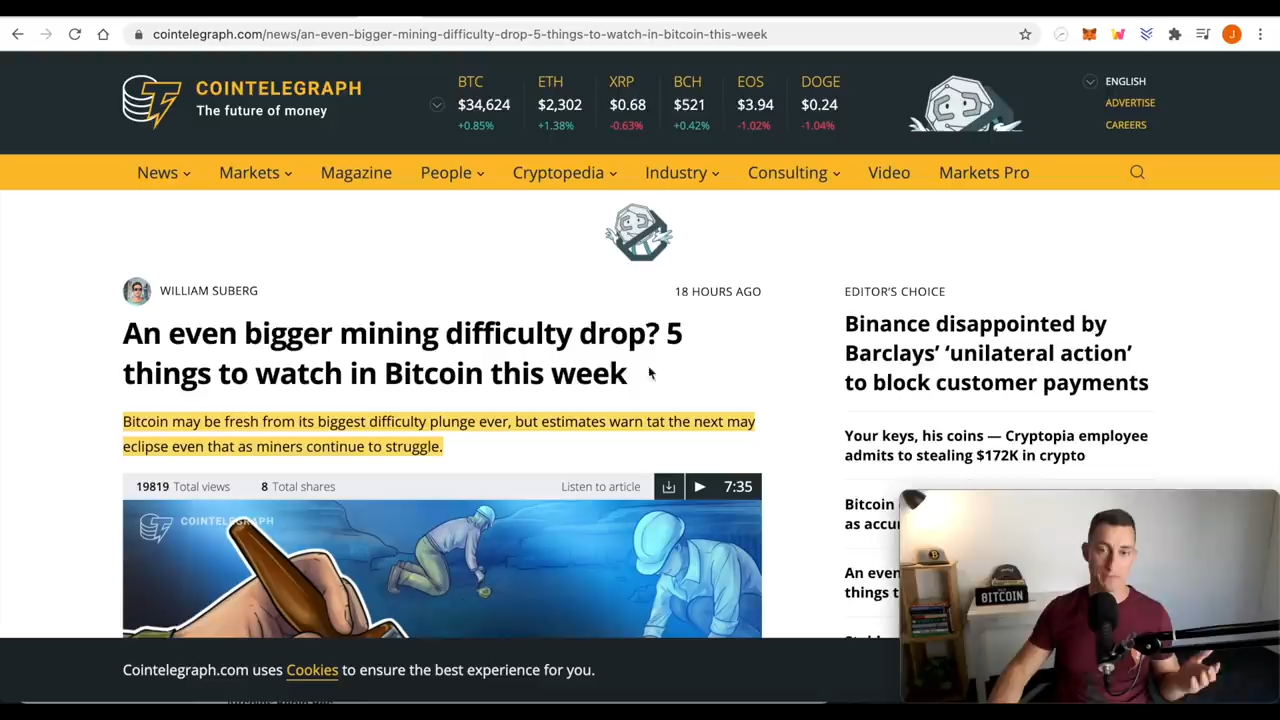 cointelegraph.com/news/an-even-bigger-mining-difficulty-drop-5-things-to-watch-in-bitcoin-this-week
J
COINTELEGRAPH
The future of money
BTC ETH XRP BCH EOS DOGE
$34,624 $2,302 $0.68 $521 $3.94 $0.24
+0.85% +1.38% -0.63% +0.42% -1.02% -1.04%
ENGLISH
ADVERTISE
CAREERS
News Markets Magazine People Cryptopedia Industry Consulting Video Markets Pro
WILLIAM SUBERG
18 HOURS AGO
An even bigger mining difficulty drop? 5
things to watch in Bitcoin this week
Bitcoin may be fresh from its biggest difficulty plunge ever, but estimates warn tat the next may
eclipse even that as miners continue to struggle.
19819 Total views 8 Total shares
Listen to article 7:35
COINTELEGRAPH
EDITOR'S CHOICE
Binance disappointed by
Barclays' 'unilateral action'
to block customer payments
Your keys, his coins — Cryptopia employee
admits to stealing $172K in crypto
Bitcoin
as accu
An even
things t
BITCOIN
Cointelegraph.com uses Cookies to ensure the best experience for you.